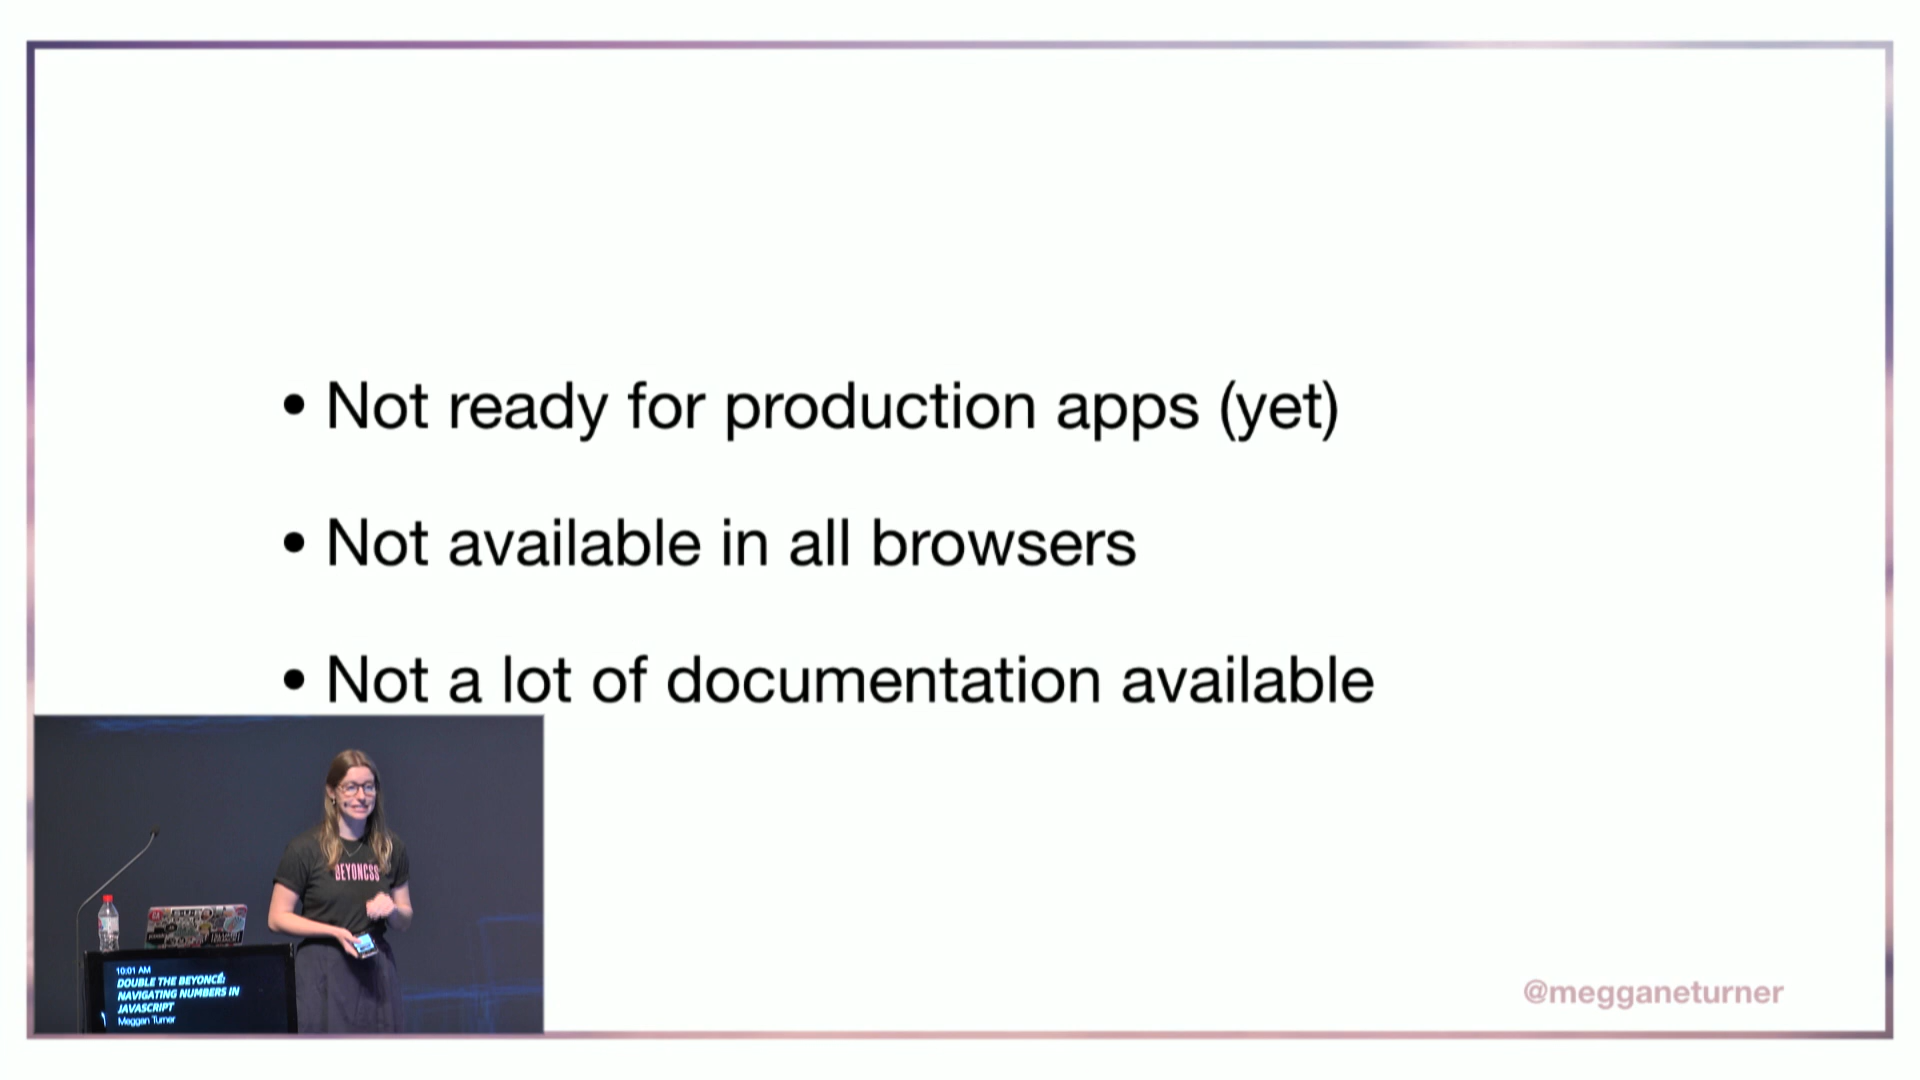 • Not ready for production apps (yet)
• Not available in all browsers
• Not a lot of documentation available
BEYONCSS
10:01 AM
DOUBLE THE BEYONCÉ:
NAVIGATING NUMBERS IN
JAVASCRIPT
Meggan Turner
@megganeturner